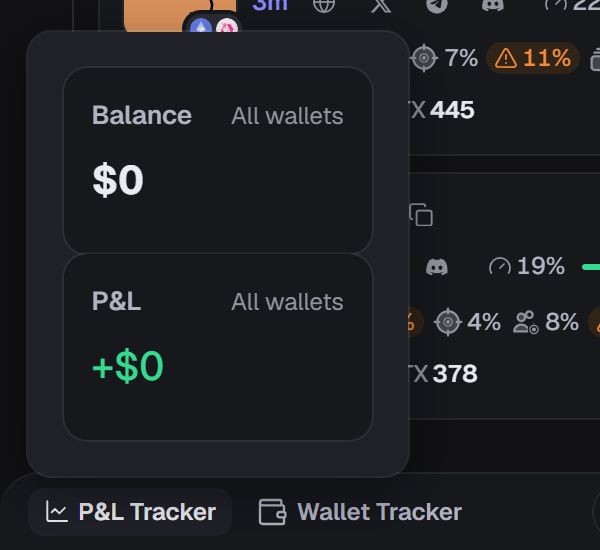 3m
22
7% 11%
TX 445
Balance All wallets
$0
19%
P&L All wallets
% 4% 8%
+$0
TX 378
P&L Tracker Wallet Tracker